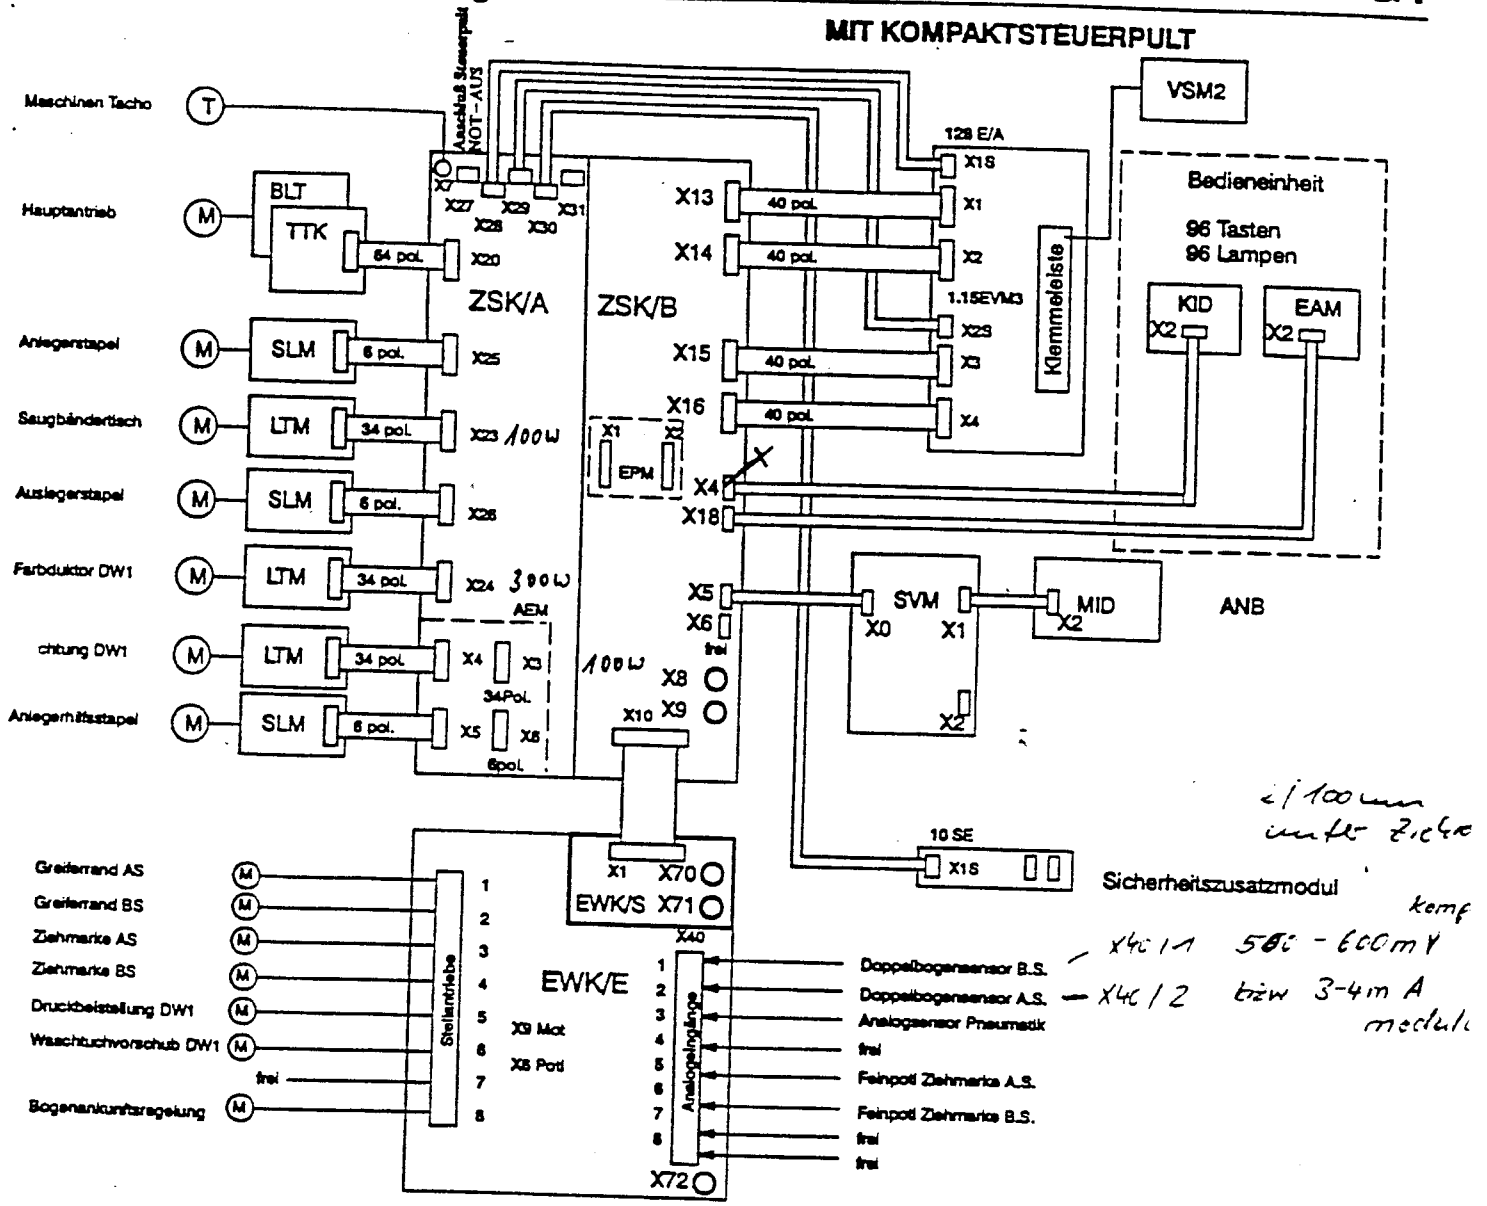 MIT KOMPAKTSTEUERPULT
Anschluß Steuerpult
NOT-AUS
VSM2
Maschinen Tacho
T
128 E/A
X1S
X7
X27
X28
X29
X30
X31
Bedieneinheit
96 Tasten
96 Lampen
Hauptantrieb
M
BLT
TTK
64 pol.
X20
ZSK/A
ZSK/B
X13
40 pol.
X1
X14
40 pol.
X2
Klemmeleiste
1.15EVM3
X2S
KID
X2
EAM
X2
Anlegerstapel
M
SLM
6 pol.
X25
X15
40 pol.
X3
X16
40 pol.
X4
Saugbändertisch
M
LTM
34 pol.
X23
100W
X1
EPM
X4
X
X18
Auslegerstapel
M
SLM
6 pol.
X26
Farbduktor DW1
M
LTM
34 pol.
X24
300W
AEM
X5
X6
frei
SVM
X0
X1
X2
MID
X2
ANB
chtung DW1
M
LTM
34 pol.
X4
X3
34Pol.
100W
X8
X9
Anlegerhilfsstapel
M
SLM
6 pol.
X5
X6
6pol.
X10
10 SE
X1S
Sicherheitszusatzmodul
X1
X70
EWK/S
X71
X40
Greiferrand AS
M
1
Greiferrand BS
M
2
Ziehmarke AS
M
3
Ziehmarke BS
M
4
Druckbeistellung DW1
M
5
Waschtuchvorschub DW1
M
6
frei
7
Bogenankunftsregelung
M
8
Stellantriebe
EWK/E
X9 Mot
X8 Poti
Analogeingänge
1
Doppelbogensensor B.S.
X40/1
2
Doppelbogensensor A.S.
X40/2
bzw 3-4m A
3
Analogsensor Pneumatik
4
frei
5
Feinpoti Ziehmarke A.S.
6
7
Feinpoti Ziehmarke B.S.
8
frei
frei
X72